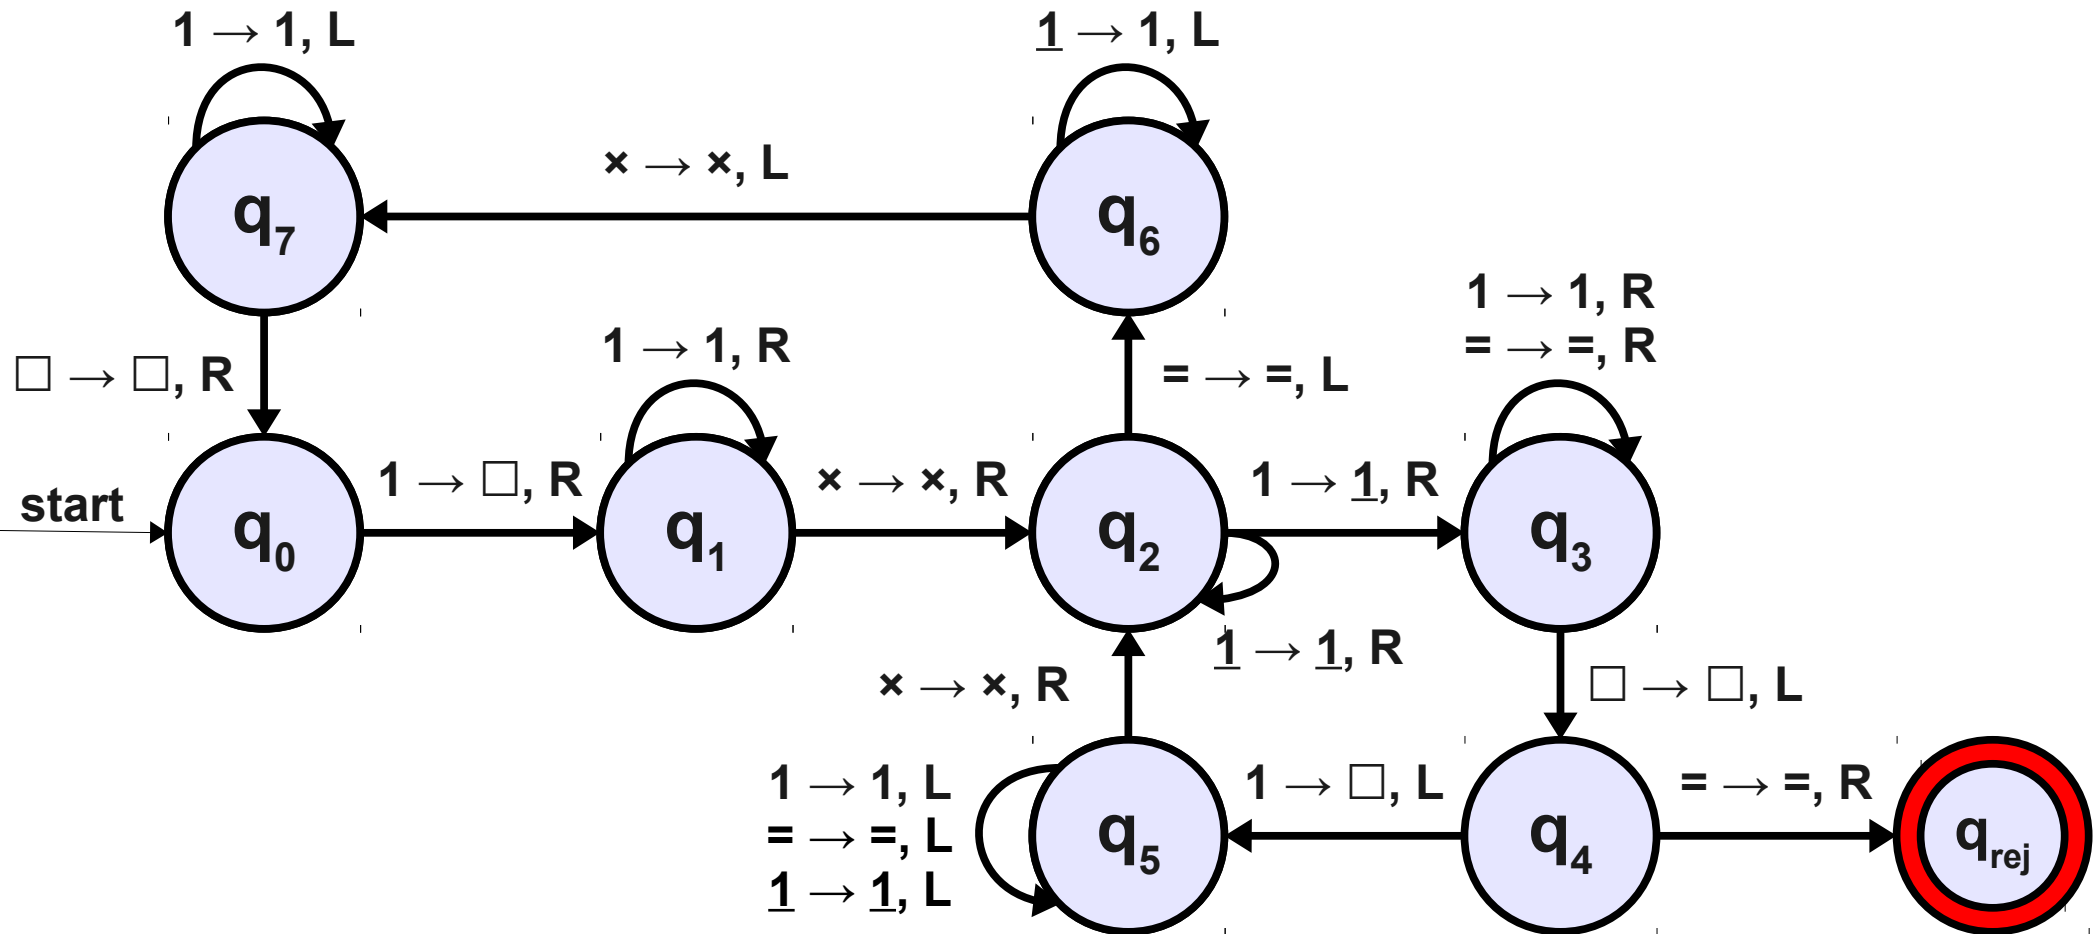 1 → 1, L
1 → 1, L
× → ×, L
q7
q6
1 → 1, R
= → =, R
□ → □, R
1 → 1, R
= → =, L
start
q0
1 → □, R
q1
× → ×, R
q2
1 → 1, R
q3
1 → 1, R
× → ×, R
□ → □, L
1 → 1, L
= → =, L
1 → 1, L
q5
1 → □, L
q4
= → =, R
qrej